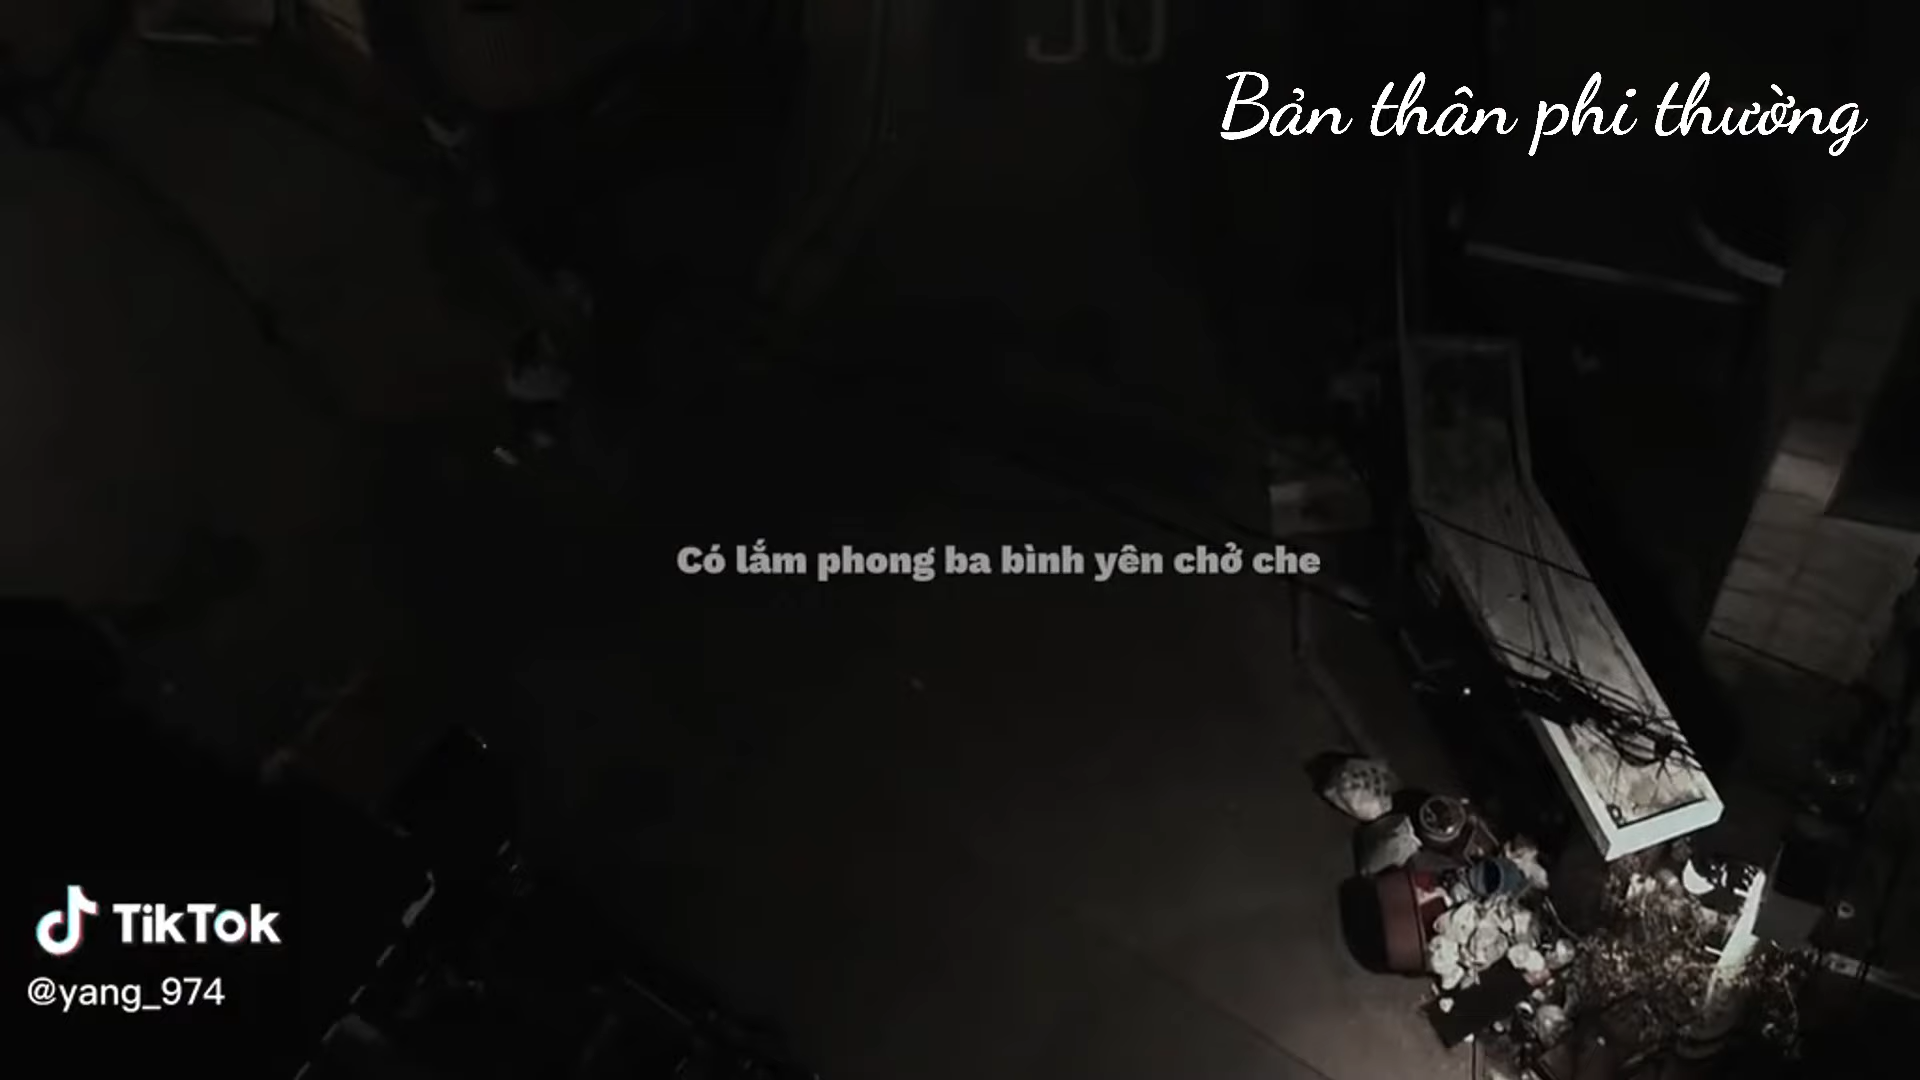 Bản thân phi thường
Có lắm phong ba bình yên chở che
TikTok
@yang_974